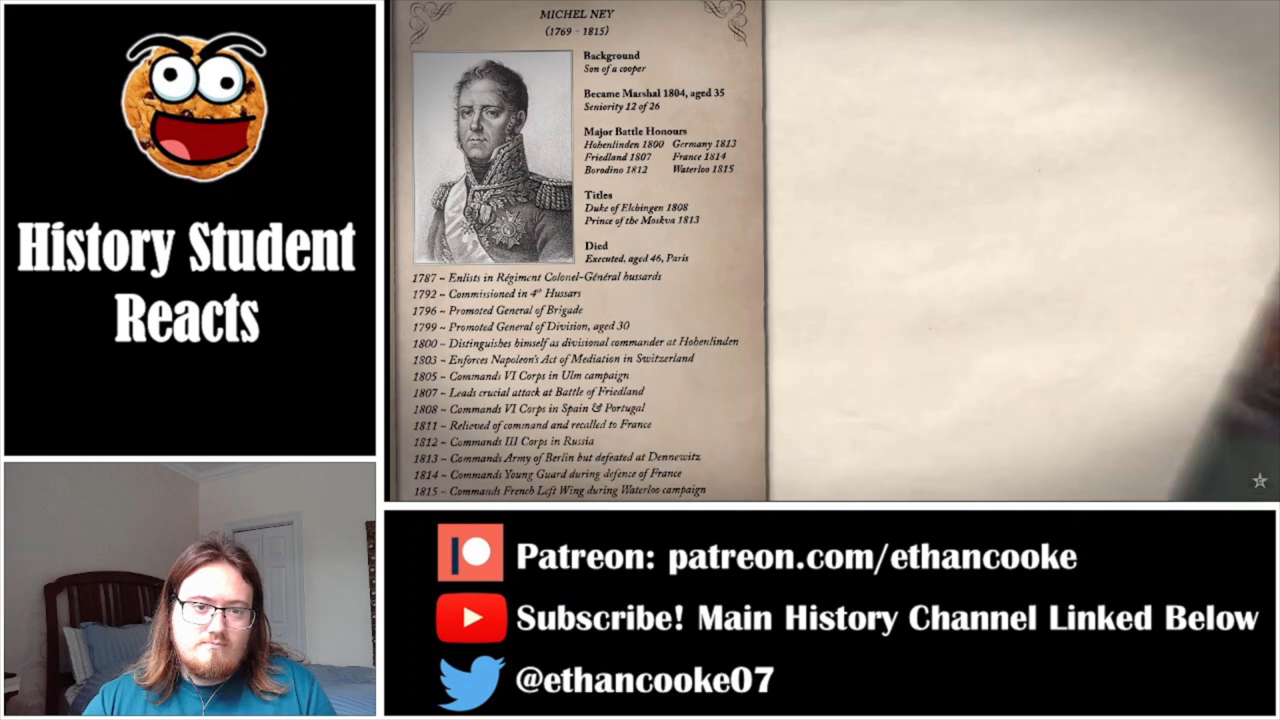 History Student
Reacts
MICHEL NEY
(1769 - 1815)
Background
Son of a cooper
Became Marshal 1804, aged 35
Seniority 12 of 26
Major Battle Honours
Hohenlinden 1800 Germany 1813
Friedland 1807 France 1814
Borodino 1812 Waterloo 1815
Titles
Duke of Elchingen 1808
Prince of the Moskva 1813
Died
Executed, aged 46, Paris
1787 ~ Enlists in Régiment Colonel-Général hussards
1792 ~ Commissioned in 4th Hussars
1796 ~ Promoted General of Brigade
1799 ~ Promoted General of Division, aged 30
1800 ~ Distinguishes himself as divisional commander at Hohenlinden
1803 ~ Enforces Napoleon's Act of Mediation in Switzerland
1805 ~ Commands VI Corps in Ulm campaign
1807 ~ Leads crucial attack at Battle of Friedland
1808 ~ Commands VI Corps in Spain & Portugal
1811 ~ Relieved of command and recalled to France
1812 ~ Commands III Corps in Russia
1813 ~ Commands Army of Berlin but defeated at Dennewitz
1814 ~ Commands Young Guard during defence of France
1815 ~ Commands French Left Wing during Waterloo campaign
Patreon: patreon.com/ethancooke
Subscribe! Main History Channel Linked Below
@ethancooke07